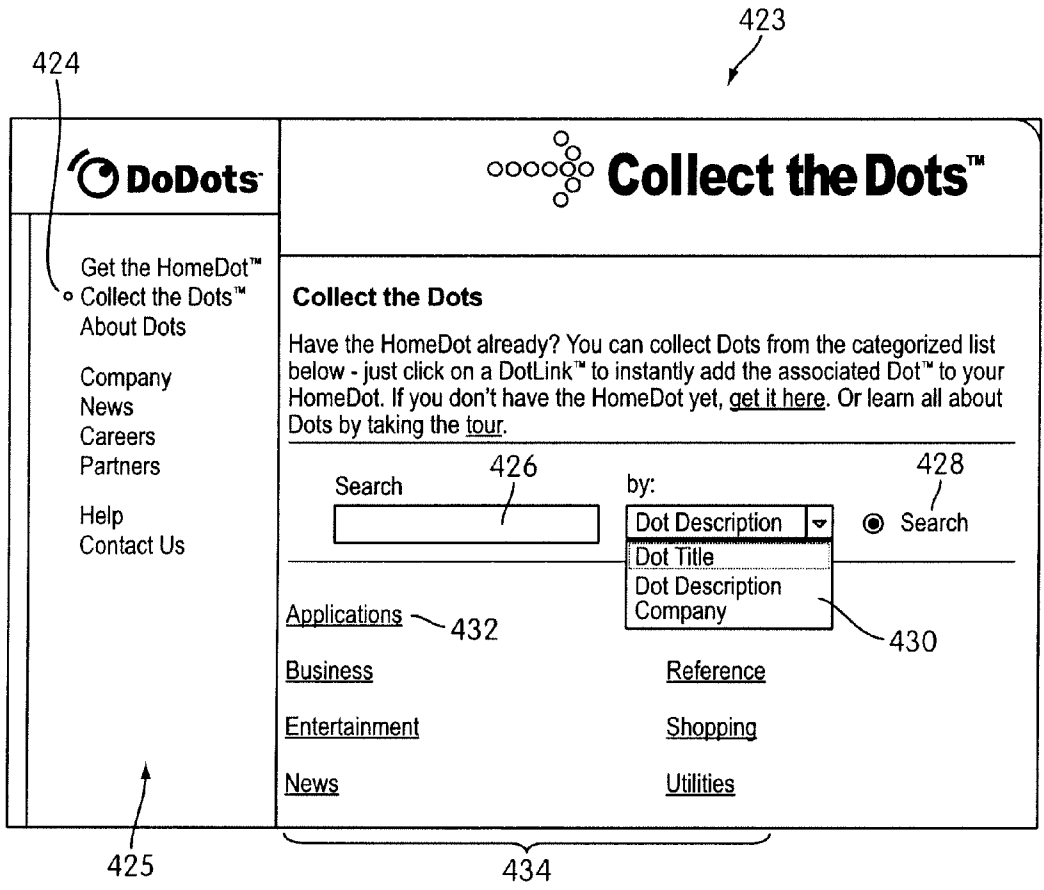 423
424
DoDots
Collect the Dots™
Get the HomeDot™
Collect the Dots™
About Dots
Company
News
Careers
Partners
Help
Contact Us
Collect the Dots
Have the HomeDot already? You can collect Dots from the categorized list
below - just click on a DotLink™ to instantly add the associated Dot™ to your
HomeDot. If you don't have the HomeDot yet, get it here. Or learn all about
Dots by taking the tour.
Search 426 by: 428
Dot Description Search
Dot Title
Dot Description
Company
430
Applications 432
Business Reference
Entertainment Shopping
News Utilities
425 434